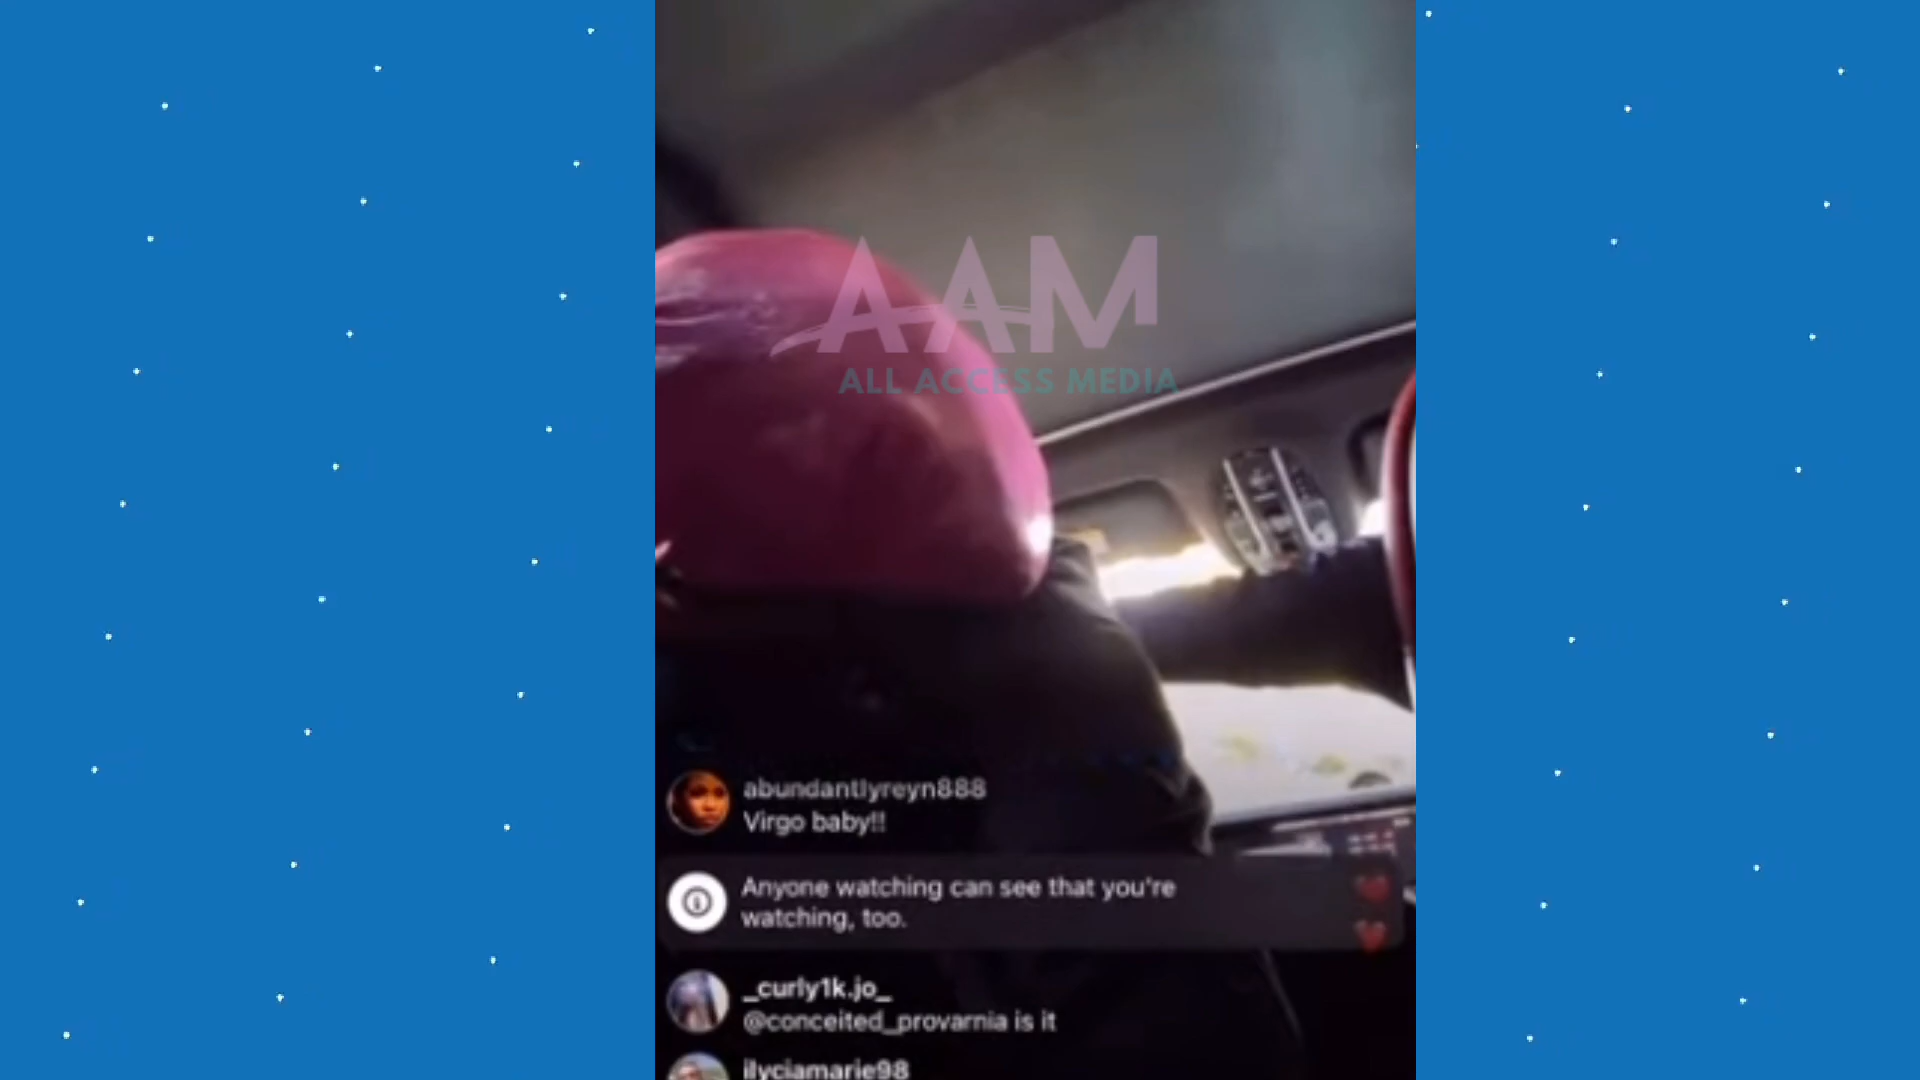 AAM
ALL ACCESS MEDIA
abundantlyreyn888
Virgo baby!!
Anyone watching can see that you're
watching, too.
_curly1k.jo_
@conceited_provarnia is it
ilyciamarie98